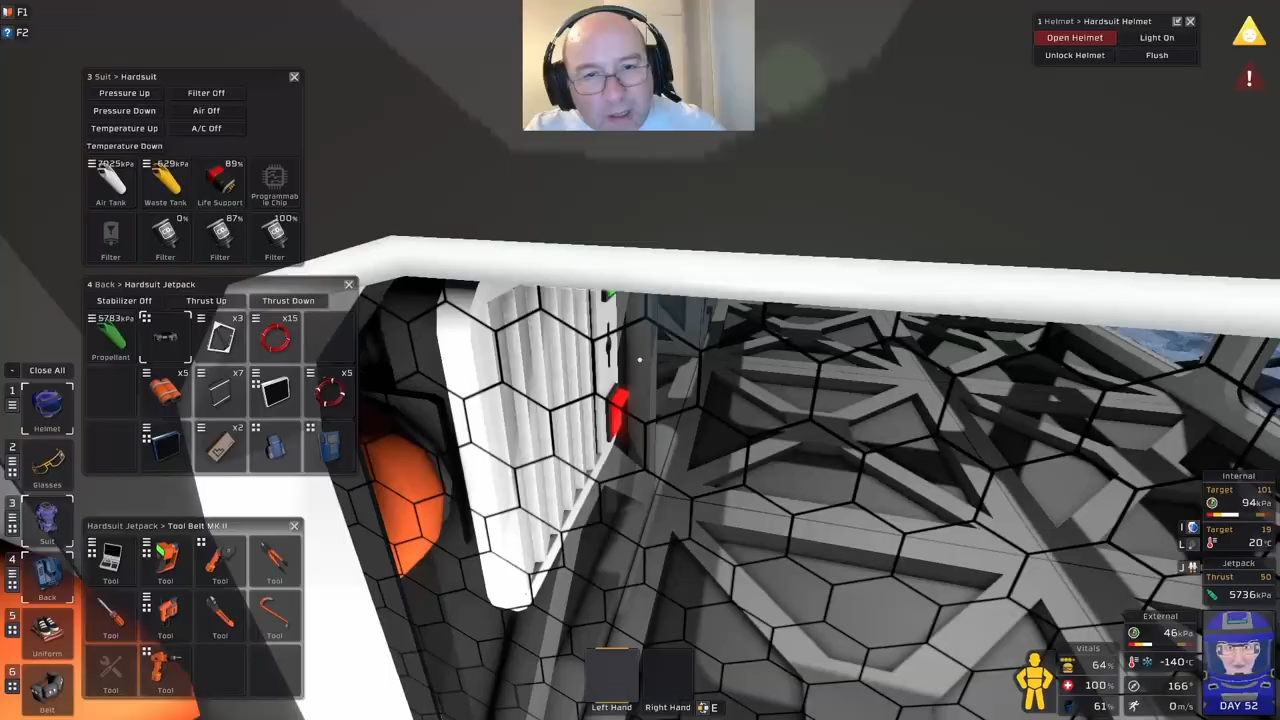 F1
F2
3 Suit > Hardsuit
Pressure Up Filter Off
Pressure Down Air Off
Temperature Up A/C Off
Temperature Down
7925kPa 629kPa 89%
Air Tank Waste Tank Life Support Programmab
le Chip
0% 87% 100%
Filter Filter Filter Filter
4 Back > Hardsuit Jetpack
Stabilizer Off Thrust Up Thrust Down
5783kPa x3 x15
Propellant
x5 x7 x5
x2
Hardsuit Jetpack > Tool Belt MK II
Tool Tool Tool Tool
Tool Tool Tool Tool
Tool Tool
Close All
1
Helmet
2
Glasses
3
Suit
4
Back
5
Uniform
6
Belt
1 Helmet > Hardsuit Helmet
Open Helmet Light On
Unlock Helmet Flush
Left Hand Right Hand E
Internal
Target 101
94kPa
Target 19
20°C
Jetpack
Thrust 50
5736kPa
External
46kPa
-140°C
166°
0m/s
Vitals
64%
100%
61%
DAY 52